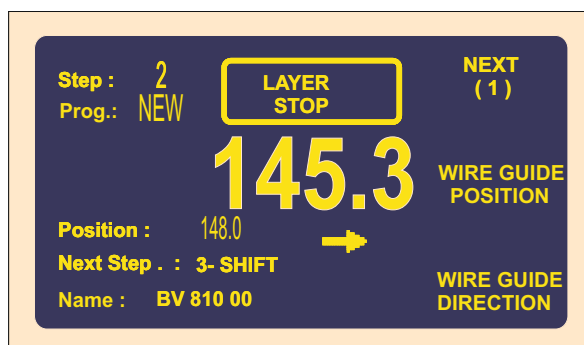 Step : 2
Prog.: NEW
LAYER
STOP
NEXT
( 1 )
145.3
WIRE GUIDE
POSITION
Position : 148.0
Next Step . : 3- SHIFT
Name : BV 810 00
WIRE GUIDE
DIRECTION